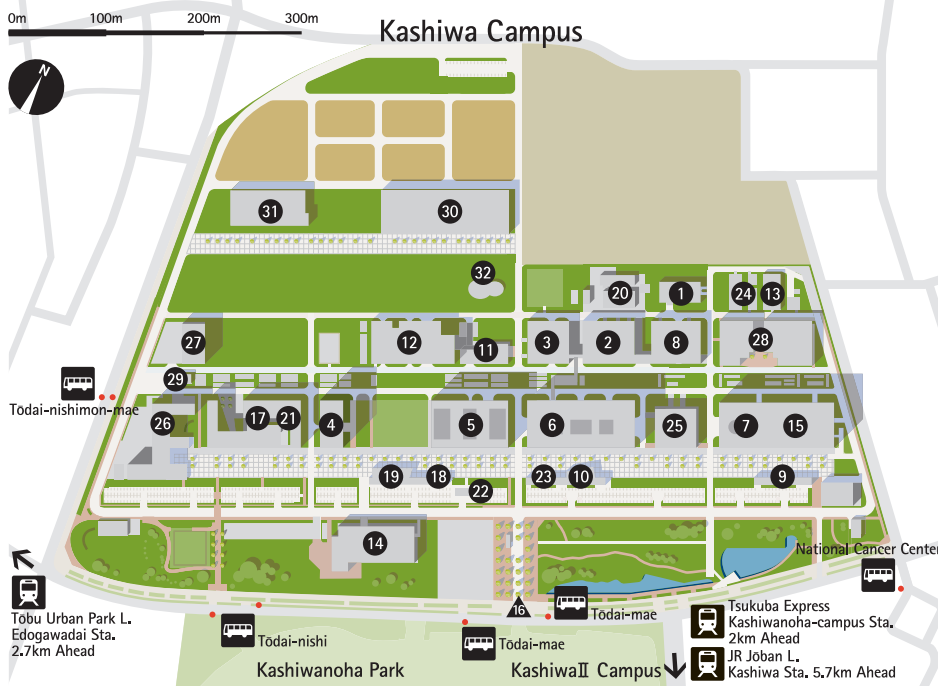 0m 100m 200m 300m
Kashiwa Campus
N
31
30
32
20
1
24
13
27
12
11
3
2
8
28
29
Tōdai-nishimon-mae
26
17
21
4
5
6
25
7
15
19
18
22
23
10
9
14
National Cancer Center
16
Tōdai-mae
Tōdai-nishi
Tōdai-mae
Tobu Urban Park L.
Edogawadai Sta.
2.7km Ahead
Tsukuba Express
Kashiwanoha-campus Sta.
2km Ahead
Kashiwanoha Park
KashiwaⅡ Campus
JR Jōban L.
Kashiwa Sta. 5.7km Ahead